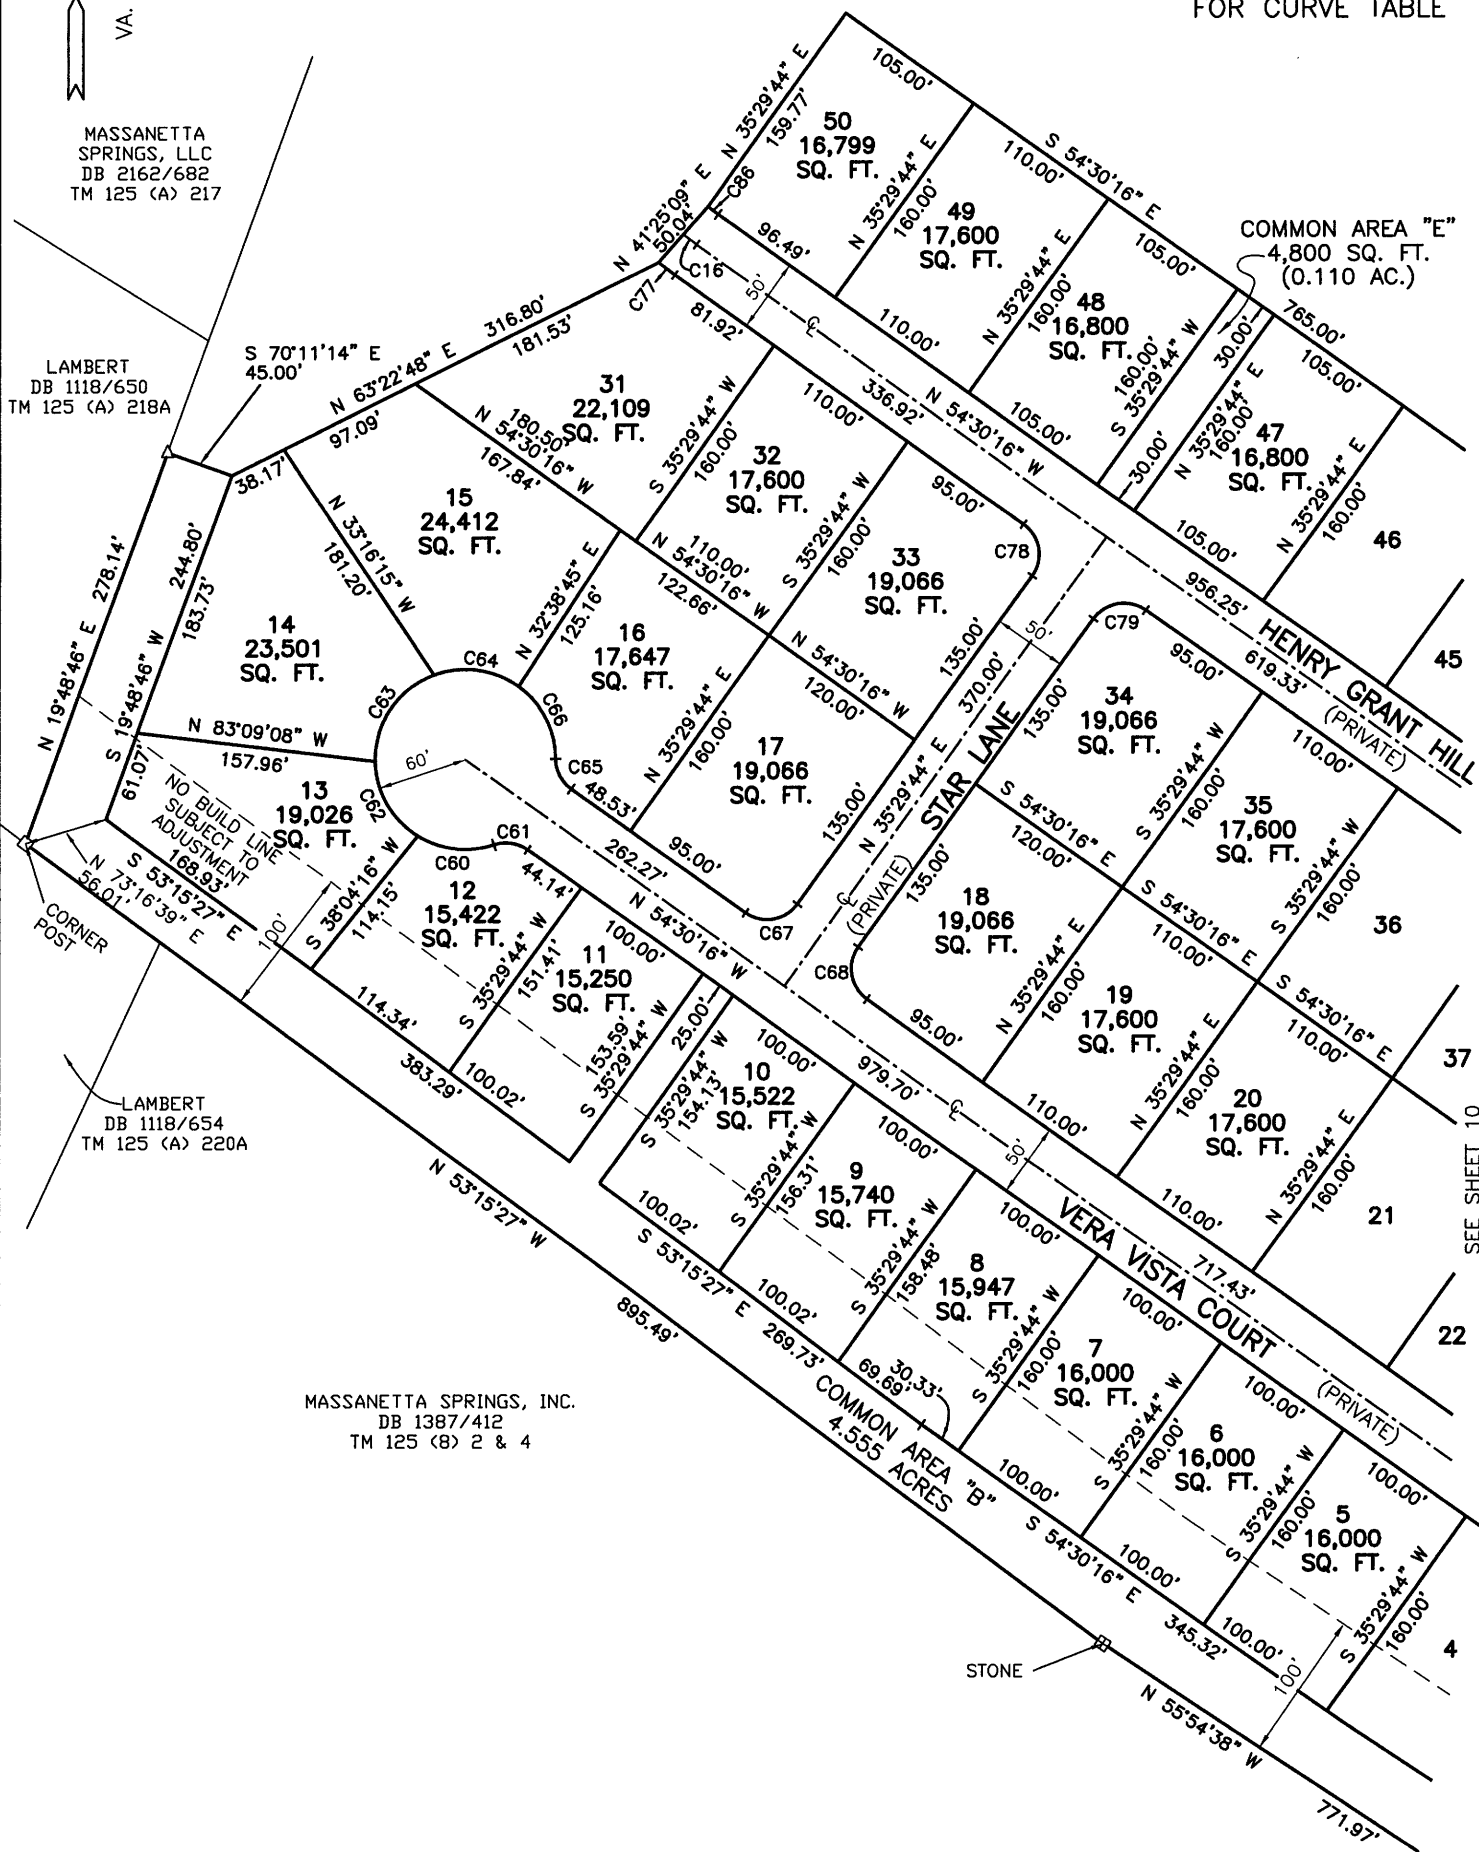 FOR CURVE TABLE
VA.
MASSANETTA
SPRINGS, LLC
DB 2162/682
TM 125 (A) 217
LAMBERT
DB 1118/650
TM 125 (A) 218A
S 70°11'14" E
45.00'
N 63°22'48" E
316.80'
181.53'
97.09'
38.17'
N 41°25'09" E
50.04'
N 35°29'44" E
159.77'
C86
C16
C77
105.00'
50
16,799
SQ. FT.
96.49'
50'
81.92'
N 35°29'44" E
160.00'
S 54°30'16" E
110.00'
49
17,600
SQ. FT.
110.00'
N 35°29'44" E
160.00'
105.00'
48
16,800
SQ. FT.
105.00'
160.00'
S 35°29'44" W
COMMON AREA "E"
4,800 SQ. FT.
(0.110 AC.)
30.00'
30.00'
765.00'
105.00'
N 35°29'44" E
160.00'
47
16,800
SQ. FT.
105.00'
N 35°29'44" E
160.00'
46
45
336.92'
N 54°30'16" W
℄
956.25'
HENRY GRANT HILL
619.33'
(PRIVATE)
31
22,109
SQ. FT.
180.50'
N 54°30'16" W
167.84'
S 35°29'44" W
160.00'
110.00'
32
17,600
SQ. FT.
110.00'
N 54°30'16" W
122.66'
S 35°29'44" W
160.00'
95.00'
C78
33
19,066
SQ. FT.
135.00'
N 54°30'16" W
120.00'
15
24,412
SQ. FT.
N 33°16'15" W
181.20'
N 32°38'45" E
125.16'
16
17,647
SQ. FT.
N 35°29'44" E
160.00'
17
19,066
SQ. FT.
135.00'
95.00'
48.53'
C64
C63
C66
C65
C62
C60
C61
C67
60'
14
23,501
SQ. FT.
244.80'
183.73'
S 19°48'46" W
N 19°48'46" E 278.14'
61.07'
N 83°09'08" W
157.96'
13
19,026
SQ. FT.
NO BUILD LINE
SUBJECT TO
ADJUSTMENT
S 53°15'27" E
168.93'
N 73°16'39" E
56.01'
CORNER
POST
100'
S 38°04'16" W
114.15'
12
15,422
SQ. FT.
44.14'
114.34'
S 35°29'44" W
151.41'
100.00'
11
15,250
SQ. FT.
100.02'
153.59'
S 35°29'44" W
25.00'
383.29'
262.27'
N 54°30'16" W
N 35°29'44" E
370.00'
50'
STAR LANE
℄
(PRIVATE)
C79
95.00'
135.00'
34
19,066
SQ. FT.
S 54°30'16" E
120.00'
S 35°29'44" W
160.00'
110.00'
35
17,600
SQ. FT.
S 54°30'16" E
110.00'
S 35°29'44" W
160.00'
36
135.00'
C68
18
19,066
SQ. FT.
95.00'
N 35°29'44" E
160.00'
19
17,600
SQ. FT.
110.00'
N 35°29'44" E
160.00'
S 54°30'16" E
110.00'
20
17,600
SQ. FT.
110.00'
N 35°29'44" E
160.00'
37
21
22
SEE SHEET 10
S 35°29'44" W
154.13'
100.00'
10
15,522
SQ. FT.
100.02'
S 35°29'44" W
156.31'
979.70'
℄
50'
100.00'
9
15,740
SQ. FT.
100.02'
S 53°15'27" E 269.73'
S 35°29'44" W
158.48'
100.00'
8
15,947
SQ. FT.
30.33'
69.69'
S 35°29'44" W
160.00'
VERA VISTA COURT
717.43'
(PRIVATE)
100.00'
7
16,000
SQ. FT.
100.00'
S 35°29'44" W
160.00'
100.00'
6
16,000
SQ. FT.
100.00'
S 35°29'44" W
160.00'
100.00'
5
16,000
SQ. FT.
100.00'
S 35°29'44" W
160.00'
4
S 54°30'16" E 345.32'
100'
COMMON AREA "B"
4.555 ACRES
LAMBERT
DB 1118/654
TM 125 (A) 220A
N 53°15'27" W
895.49'
MASSANETTA SPRINGS, INC.
DB 1387/412
TM 125 (8) 2 & 4
STONE
N 55°54'38" W
771.97'